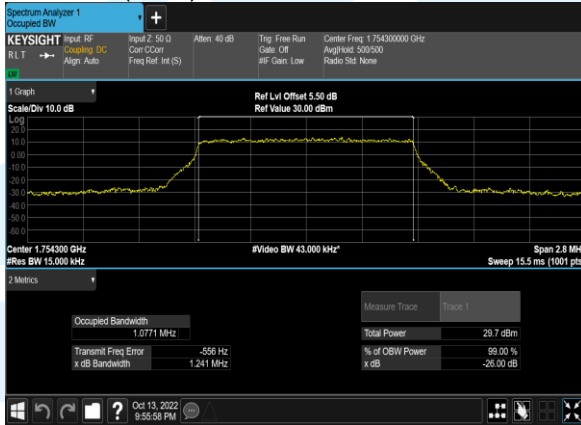 Spectrum Analyzer 1
Occupied BW
+
KEYSIGHT Input: RF Input Z: 50 Ω Atten: 40 dB Trig: Free Run Center Freq: 1.754300000 GHz
RLT Coupling: DC Corr CCorr Gate: Off Avg|Hold: 500/500
Align: Auto Freq Ref: Int (S) #IF Gain: Low Radio Std: None
1 Graph
Ref Lvl Offset 5.50 dB
Scale/Div 10.0 dB Ref Value 30.00 dBm
Log
20.0
10.0
0.00
-10.0
-20.0
-30.0
-40.0
-50.0
-60.0
Center 1.754300 GHz #Video BW 43.000 kHz* Span 2.8 MH
#Res BW 15.000 kHz Sweep 15.5 ms (1001 pts
2 Metrics
Measure Trace Trace 1
Occupied Bandwidth
1.0771 MHz Total Power 29.7 dBm
Transmit Freq Error -556 Hz % of OBW Power 99.00 %
x dB Bandwidth 1.241 MHz x dB -26.00 dB
? Oct 13, 2022
9:55:58 PM